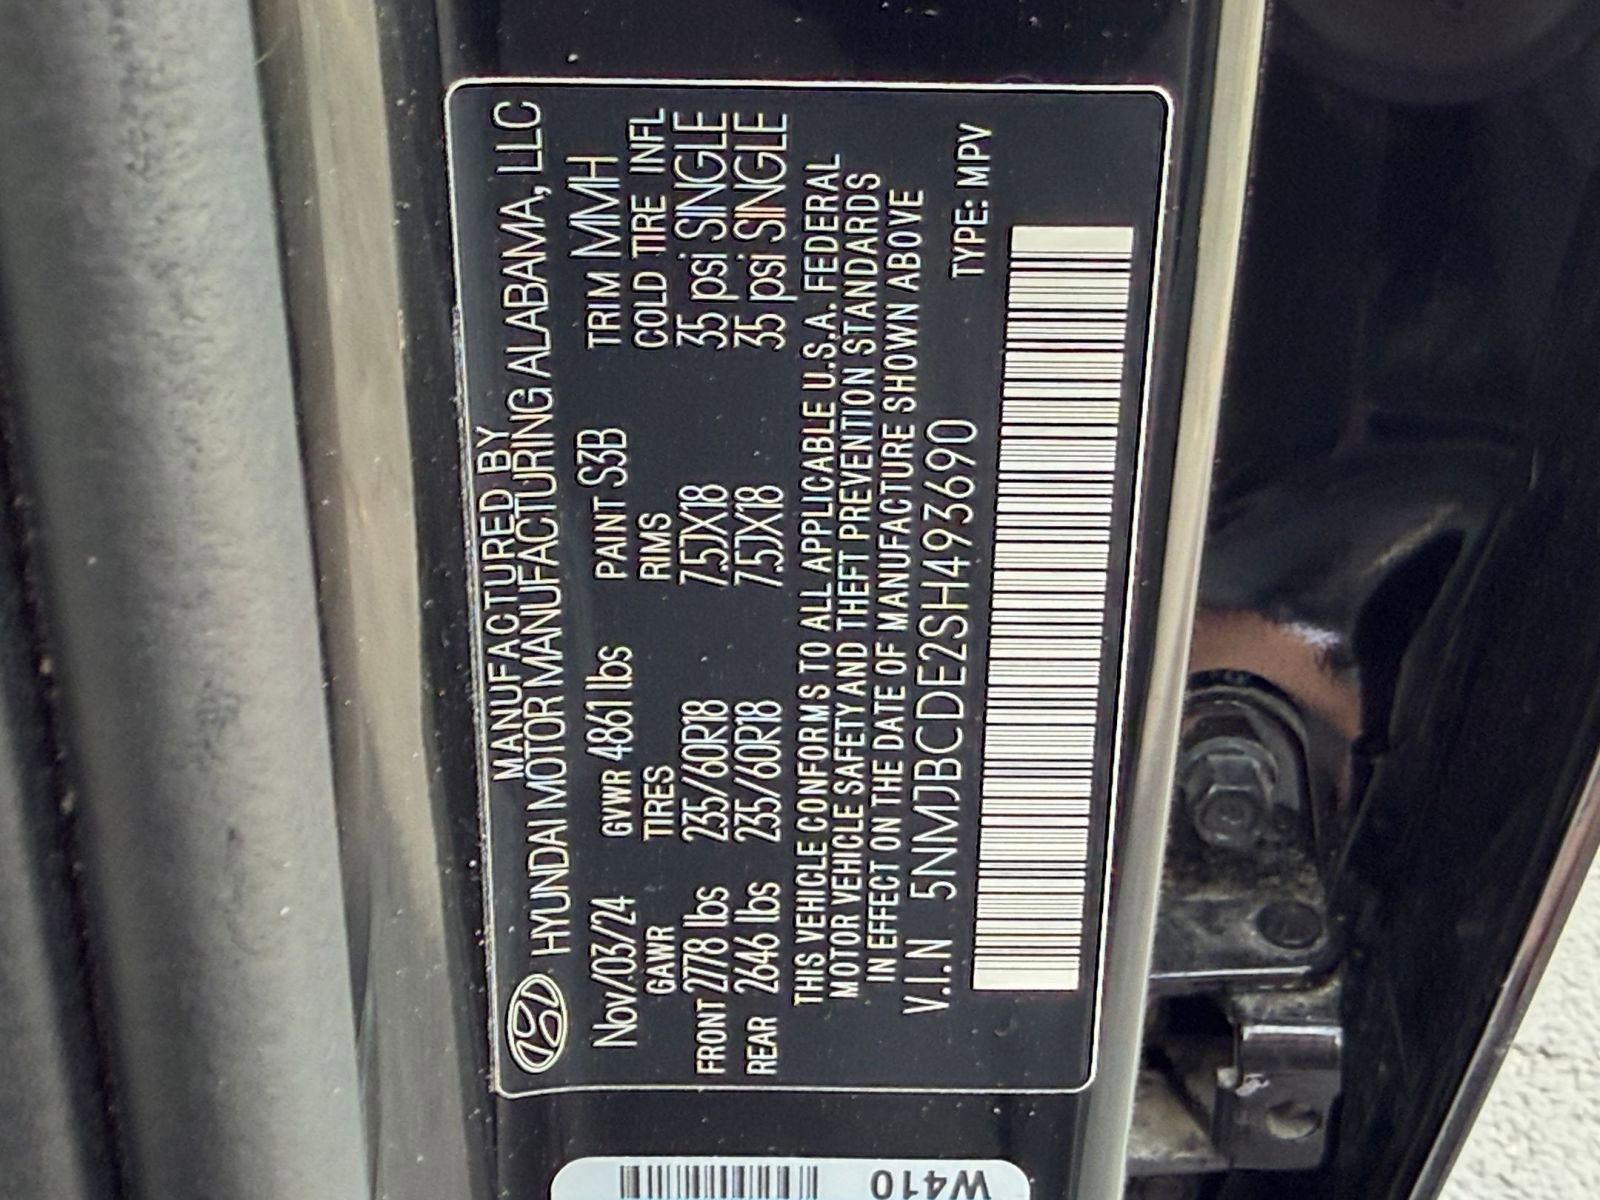 MANUFACTURED BY
HYUNDAI MOTOR MANUFACTURING ALABAMA, LLC
Nov/03/24 GVWR 4861 lbs PAINT S3B TRIM MMH
GAWR TIRES RIMS COLD TIRE INFL
FRONT 2778 lbs 235/60R18 7.5JX18 35 psi SINGLE
REAR 2646 lbs 235/60R18 7.5JX18 35 psi SINGLE
THIS VEHICLE CONFORMS TO ALL APPLICABLE U.S.A. FEDERAL
MOTOR VEHICLE SAFETY AND THEFT PREVENTION STANDARDS
IN EFFECT ON THE DATE OF MANUFACTURE SHOWN ABOVE
V.I.N 5NMJBCDE2SH493690 TYPE: MPV
W410